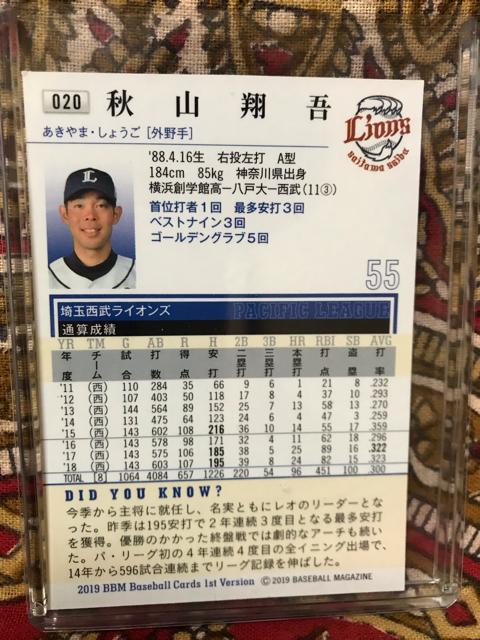 020 秋山翔吾
Lions
saitama seibu
あきやま・しょうご [外野手]
'88.4.16生 右投左打 A型
184cm 85kg 神奈川県出身
横浜創学館高ー八戸大ー西武(11③)
首位打者1回 最多安打3回
ベストナイン3回
ゴールデングラブ5回
55
埼玉西武ライオンズ PACIFIC LEAGUE
通算成績
YR TM G AB R H 2B 3B HR RBI SB AVG
年度 チーム 試合 打数 得点 安打 二塁打 三塁打 本塁打 打点 盗塁 打率
'11 (西) 110 284 35 66 9 6 1 21 8 .232
'12 (西) 107 403 50 118 17 8 4 37 10 .293
'13 (西) 144 564 89 152 25 7 13 58 13 .270
'14 (西) 131 475 64 123 24 6 4 47 3 .259
'15 (西) 143 602 108 216 36 10 14 55 17 .359
'16 (西) 143 578 98 171 32 4 11 62 18 .296
'17 (西) 143 575 106 185 38 5 25 89 16 .322
'18 (西) 143 603 107 195 39 8 24 82 15 .323
TOTAL [8] 1064 4084 657 1226 220 54 96 451 100 .300
DID YOU KNOW?
今季から主将に就任し、名実ともにレオのリーダーとな
った。昨季は195安打で2年連続3度目となる最多安打
を獲得。優勝のかかった終盤戦では劇的なアーチも続い
た。パ・リーグ初の4年連続4度目の全イニング出場で、
14年から596試合連続までリーグ記録を伸ばした。
2019 BBM Baseball Cards 1st Version © 2019 BASEBALL MAGAZINE